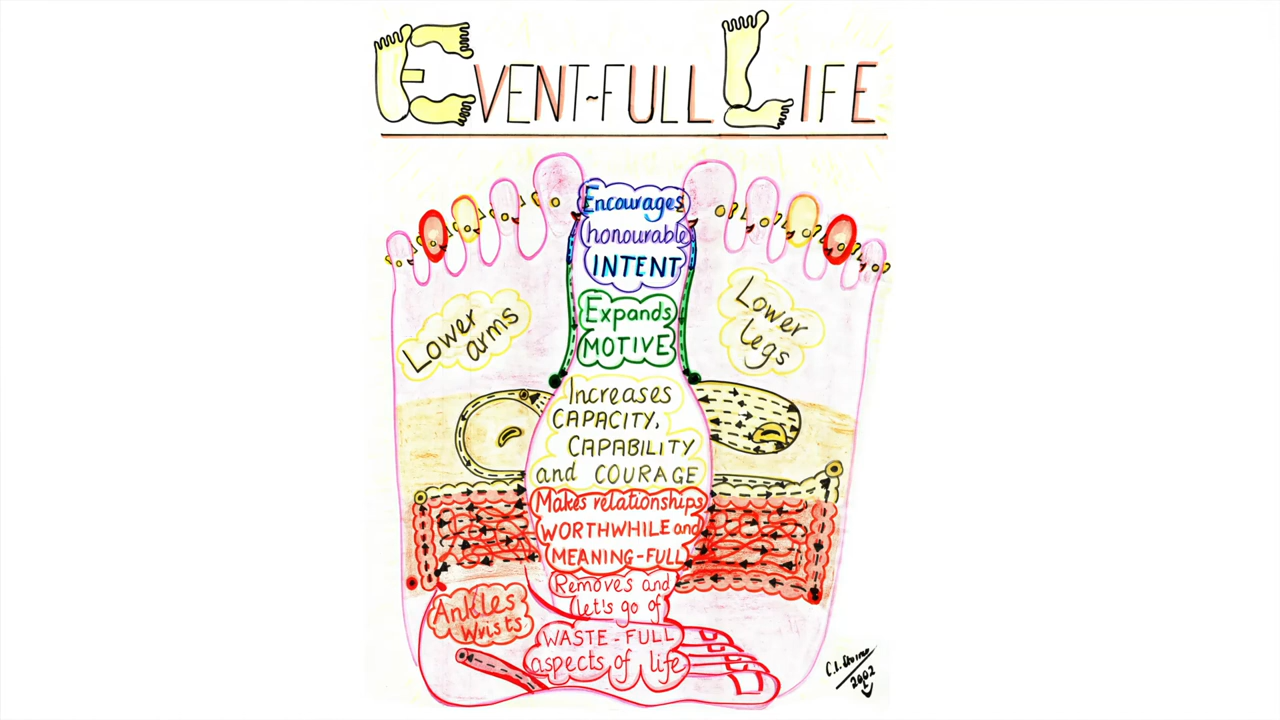 EVENT~FULL LIFE
Encourages
honourable
INTENT
Expands
MOTIVE
Lower
arms
Lower
legs
Increases
CAPACITY,
CAPABILITY
and COURAGE
Makes relationships
WORTHWHILE and
MEANING-FULL
Removes and
let's go of
WASTE-FULL
aspects of life
Ankles
Wrists
2002